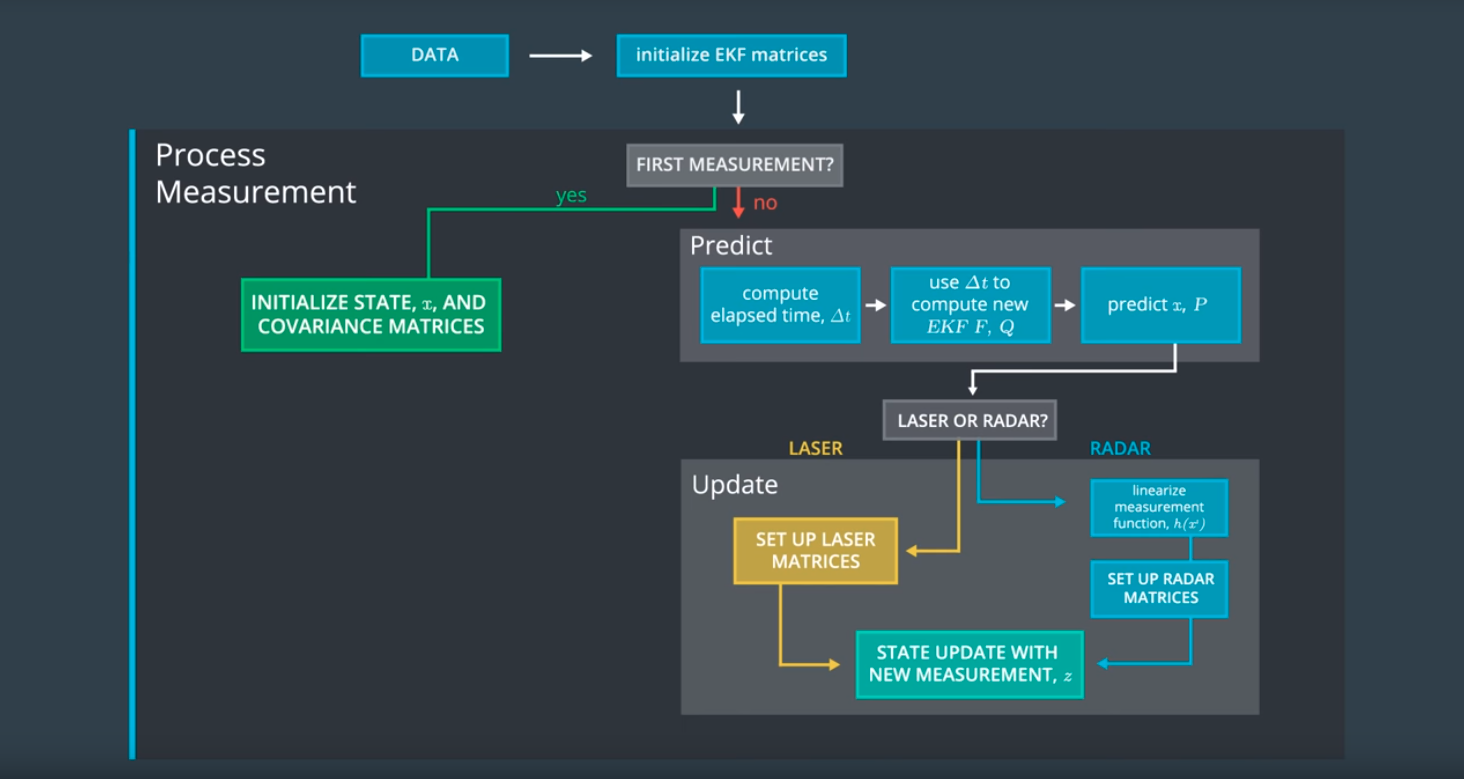 DATA
initialize EKF matrices
Process
Measurement
FIRST MEASUREMENT?
yes
no
INITIALIZE STATE, x, AND
COVARIANCE MATRICES
Predict
compute
elapsed time, Δt
use Δt to
compute new
EKF F, Q
predict x, P
LASER OR RADAR?
LASER
RADAR
Update
linearize
measurement
function, h(x')
SET UP LASER
MATRICES
SET UP RADAR
MATRICES
STATE UPDATE WITH
NEW MEASUREMENT, z